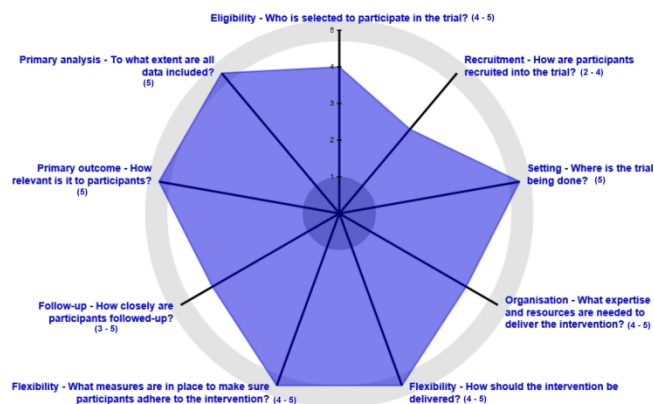 Eligibility - Who is selected to participate in the trial? (4 - 5)
5
4
3
2
1
Recruitment - How are participants
recruited into the trial? (2 - 4)
Setting - Where is the trial
being done? (5)
Organisation - What expertise
and resources are needed to
deliver the intervention? (4 - 5)
Flexibility - How should the intervention be
delivered? (4 - 5)
Flexibility - What measures are in place to make sure
participants adhere to the intervention? (4 - 5)
Follow-up - How closely are
participants followed-up?
(3 - 5)
Primary outcome - How
relevant is it to participants?
(5)
Primary analysis - To what extent are all
data included?
(5)